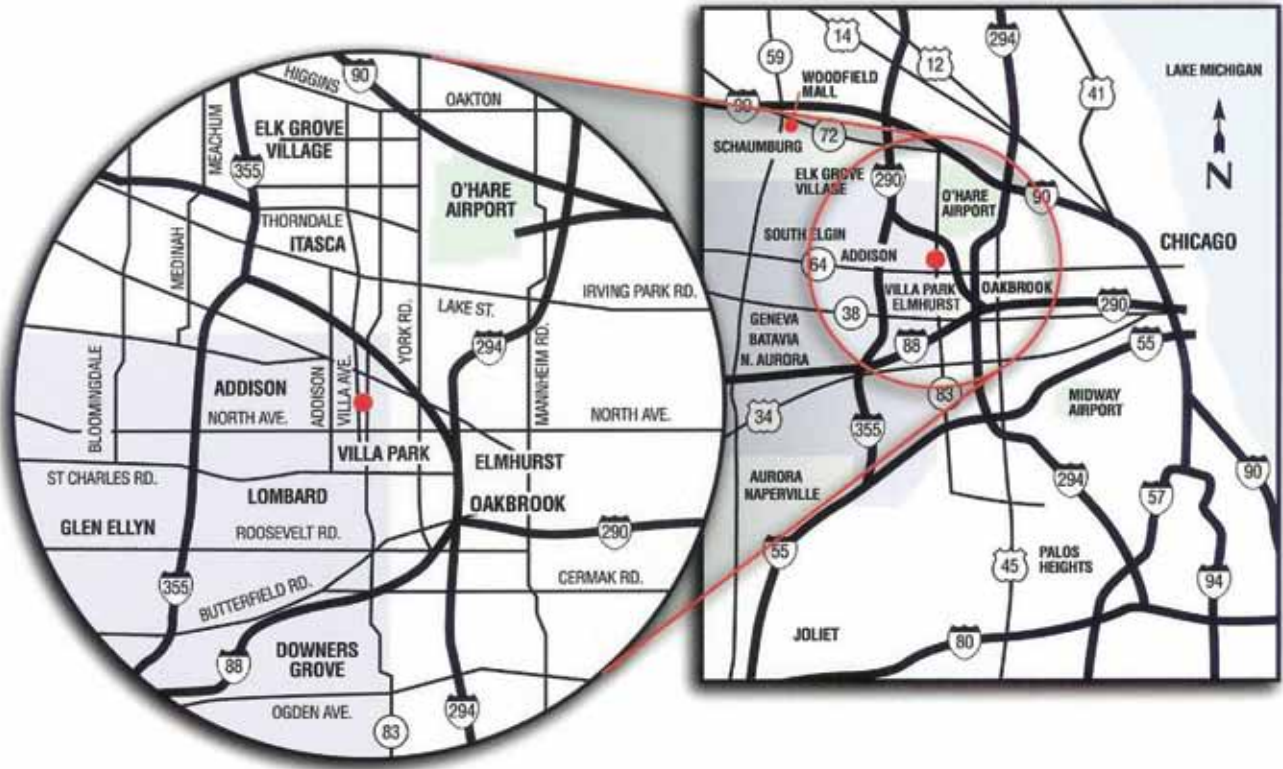 HIGGINS
90
OAKTON
MEACHUM
ELK GROVE
VILLAGE
355
O'HARE
AIRPORT
THORNDALE
ITASCA
MEDINAH
LAKE ST.
IRVING PARK RD.
YORK RD.
294
MANNHEIM RD.
ADDISON
ADDISON
VILLA AVE.
BLOOMINGDALE
NORTH AVE.
NORTH AVE.
VILLA PARK
ELMHURST
ST CHARLES RD.
LOMBARD
OAKBROOK
GLEN ELLYN
ROOSEVELT RD.
290
355
BUTTERFIELD RD.
CERMAK RD.
DOWNERS
GROVE
88
294
OGDEN AVE.
83
14
294
59
12
WOODFIELD
MALL
LAKE MICHIGAN
41
90
72
SCHAUMBURG
N
ELK GROVE
VILLAGE
290
O'HARE
AIRPORT
90
SOUTH ELGIN
CHICAGO
64
ADDISON
VILLA PARK
ELMHURST
OAKBROOK
38
290
GENEVA
BATAVIA
N. AURORA
88
55
83
MIDWAY
AIRPORT
34
355
AURORA
NAPERVILLE
294
90
57
55
45
PALOS
HEIGHTS
94
JOLIET
80